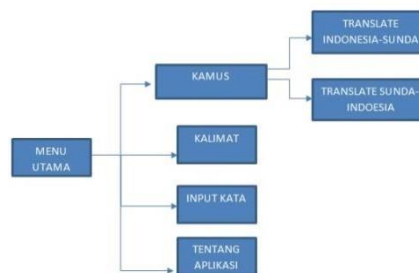 TRANSLATE
INDONESIA-SUNDA
KAMUS
TRANSLATE SUNDA-
INDOESIA
KALIMAT
MENU
UTAMA
INPUT KATA
TENTANG
APLIKASI